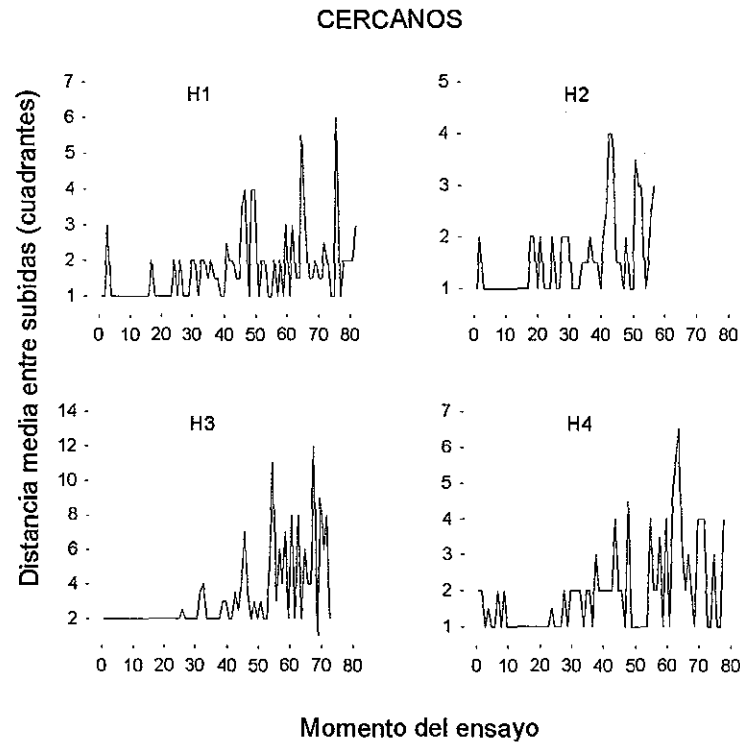 CERCANOS
Distancia media entre subidas (cuadrantes)
H1
7 -
6 -
5 -
4 -
3 -
2 -
1 -
0 10 20 30 40 50 60 70 80
H2
5 -
4 -
3 -
2 -
1 -
0 10 20 30 40 50 60 70 80
H3
14 -
12 -
10 -
8 -
6 -
4 -
2 -
0 10 20 30 40 50 60 70 80
H4
7 -
6 -
5 -
4 -
3 -
2 -
1 -
0 10 20 30 40 50 60 70 80
Momento del ensayo